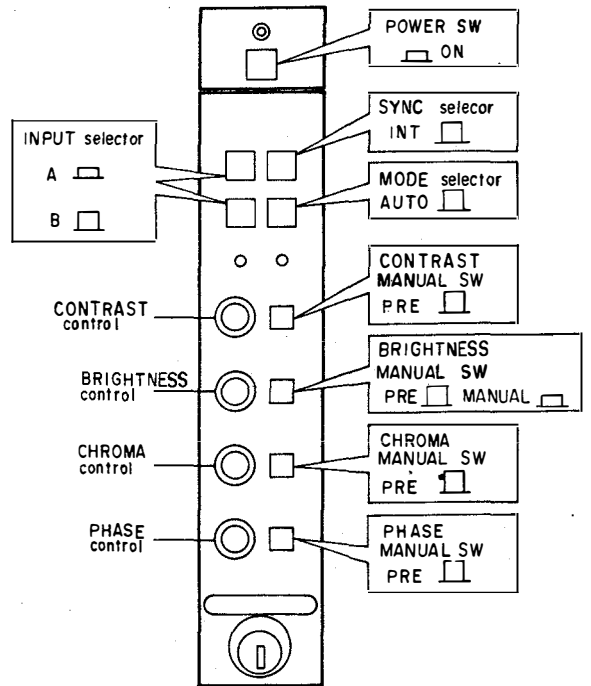 POWER SW
ON
SYNC selecor
INT
INPUT selector
A
B
MODE selector
AUTO
CONTRAST
MANUAL SW
PRE
CONTRAST
control
BRIGHTNESS
MANUAL SW
PRE MANUAL
BRIGHTNESS
control
CHROMA
MANUAL SW
PRE
CHROMA
control
PHASE
MANUAL SW
PRE
PHASE
control